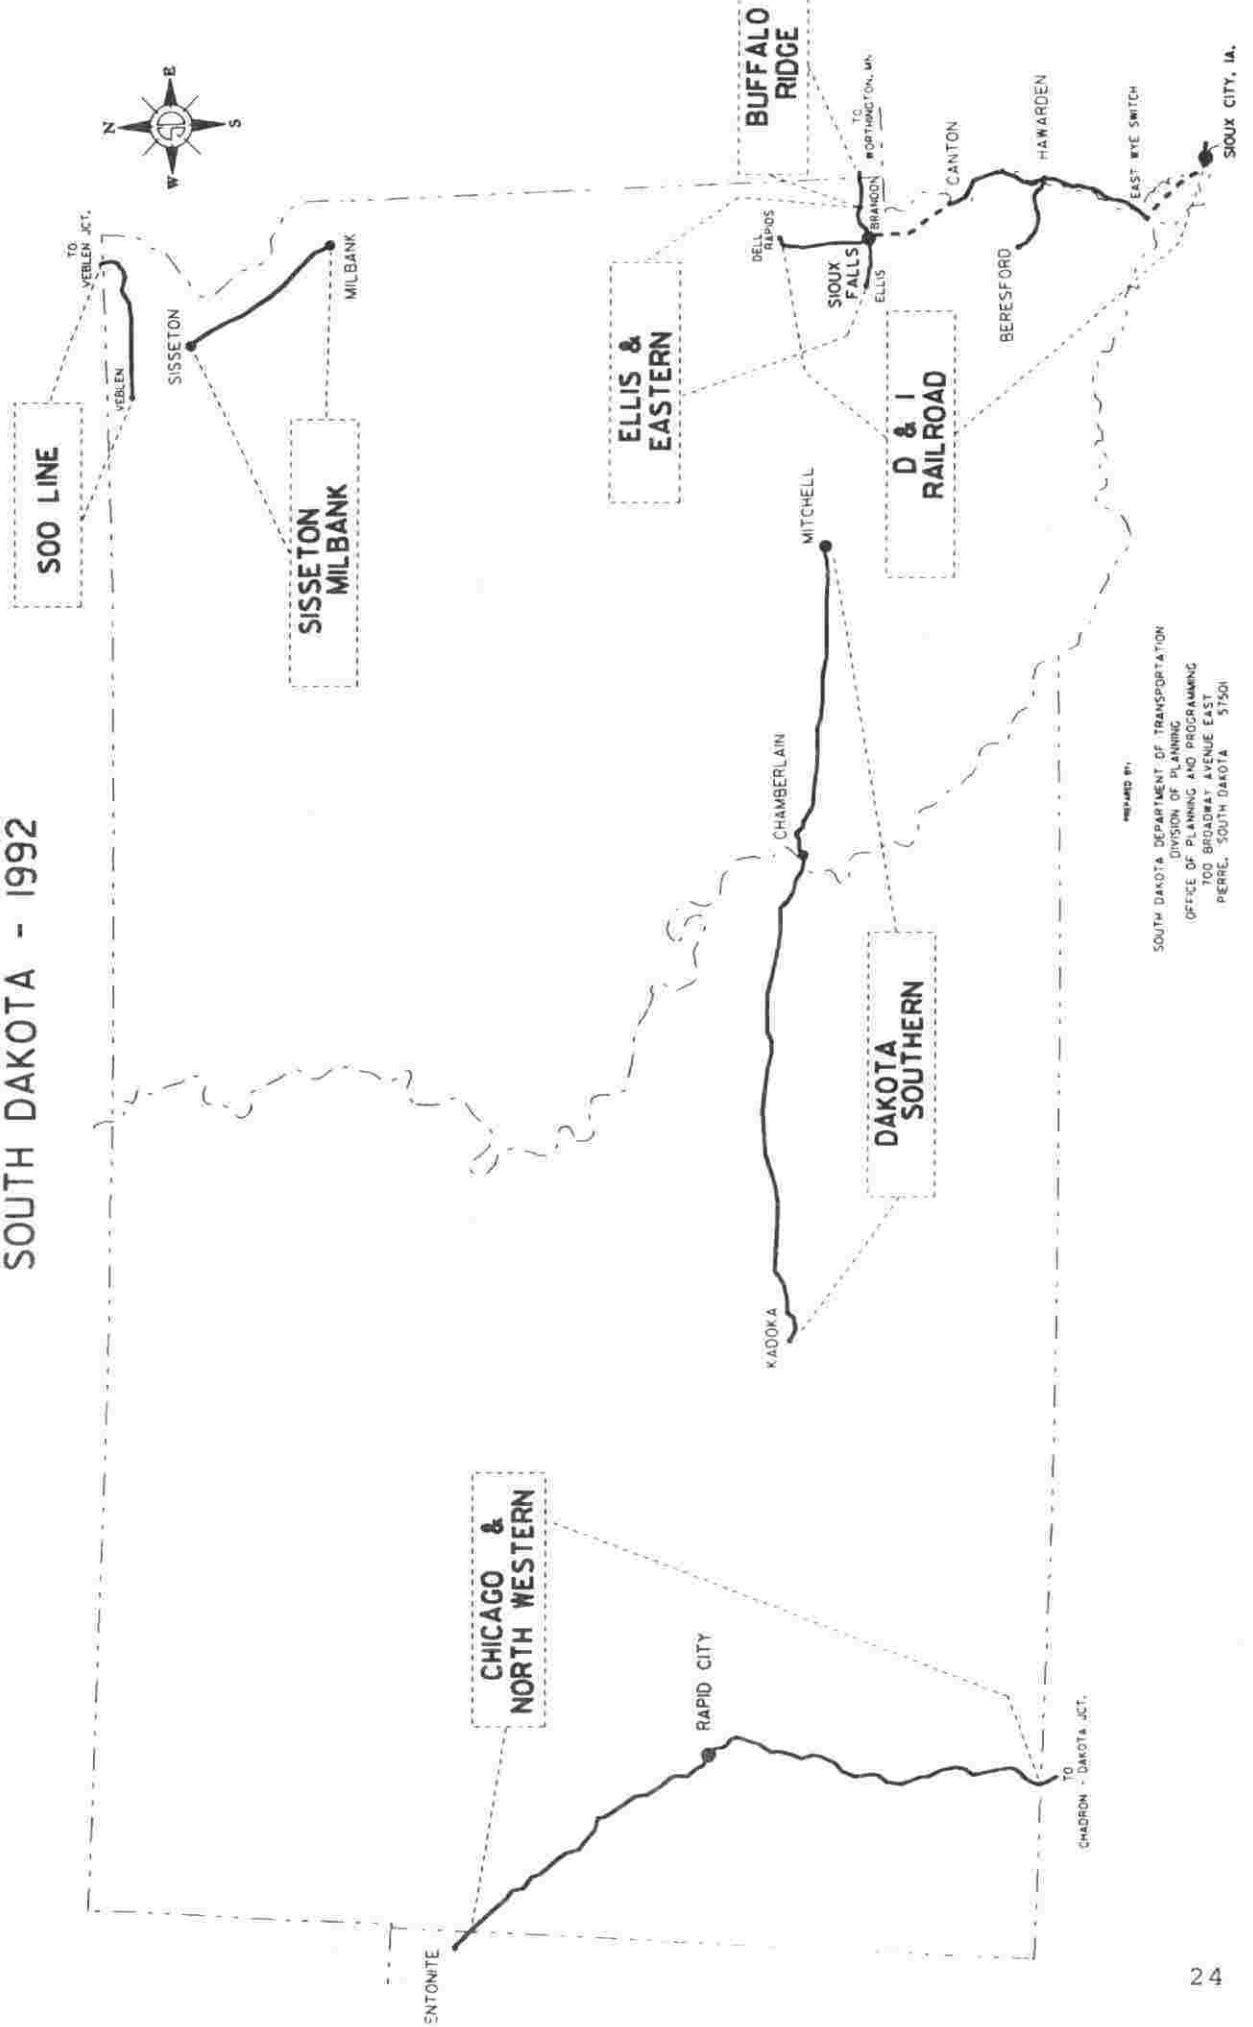 SOUTH DAKOTA - 1992
N
E
S
W
SD
SOO LINE
TO
VEBLEN JCT.
VEBLEN
SISSETON
MILBANK
SISSETON
MILBANK
CHICAGO &
NORTH WESTERN
ENTONITE
RAPID CITY
TO
CHADRON - DAKOTA JCT.
KADOKA
CHAMBERLAIN
MITCHELL
DAKOTA
SOUTHERN
ELLIS &
EASTERN
BUFFALO
RIDGE
DELL
RAPIDS
SIOUX
FALLS
ELLIS
BRANDON
TO
WORTHINGTON, MN.
D & I
RAILROAD
CANTON
BERESFORD
HAWARDEN
EAST WYE SWITCH
SIOUX CITY, IA.
PREPARED BY,
SOUTH DAKOTA DEPARTMENT OF TRANSPORTATION
DIVISION OF PLANNING
OFFICE OF PLANNING AND PROGRAMMING
700 BROADWAY AVENUE EAST
PIERRE, SOUTH DAKOTA 57501
24